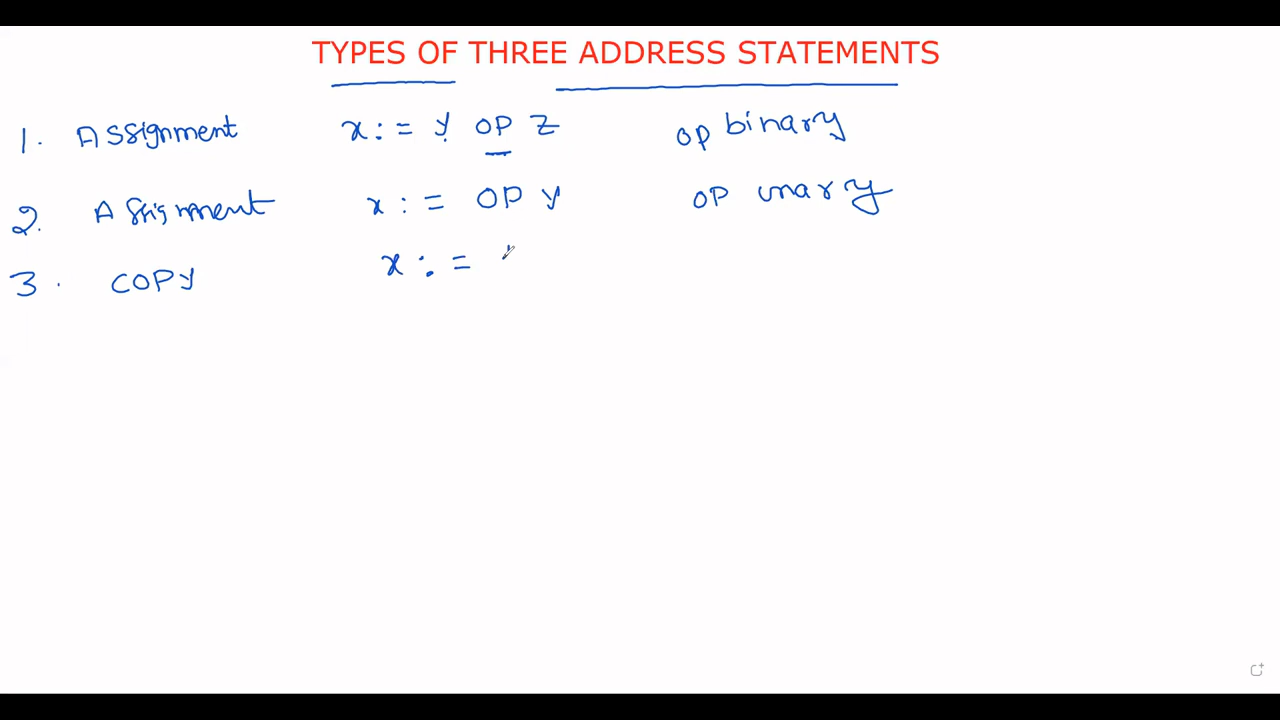 TYPES OF THREE ADDRESS STATEMENTS
1. Assignment x := y OP z OP binary
2. Assignment x := OP y OP unary
3. COPY x :=